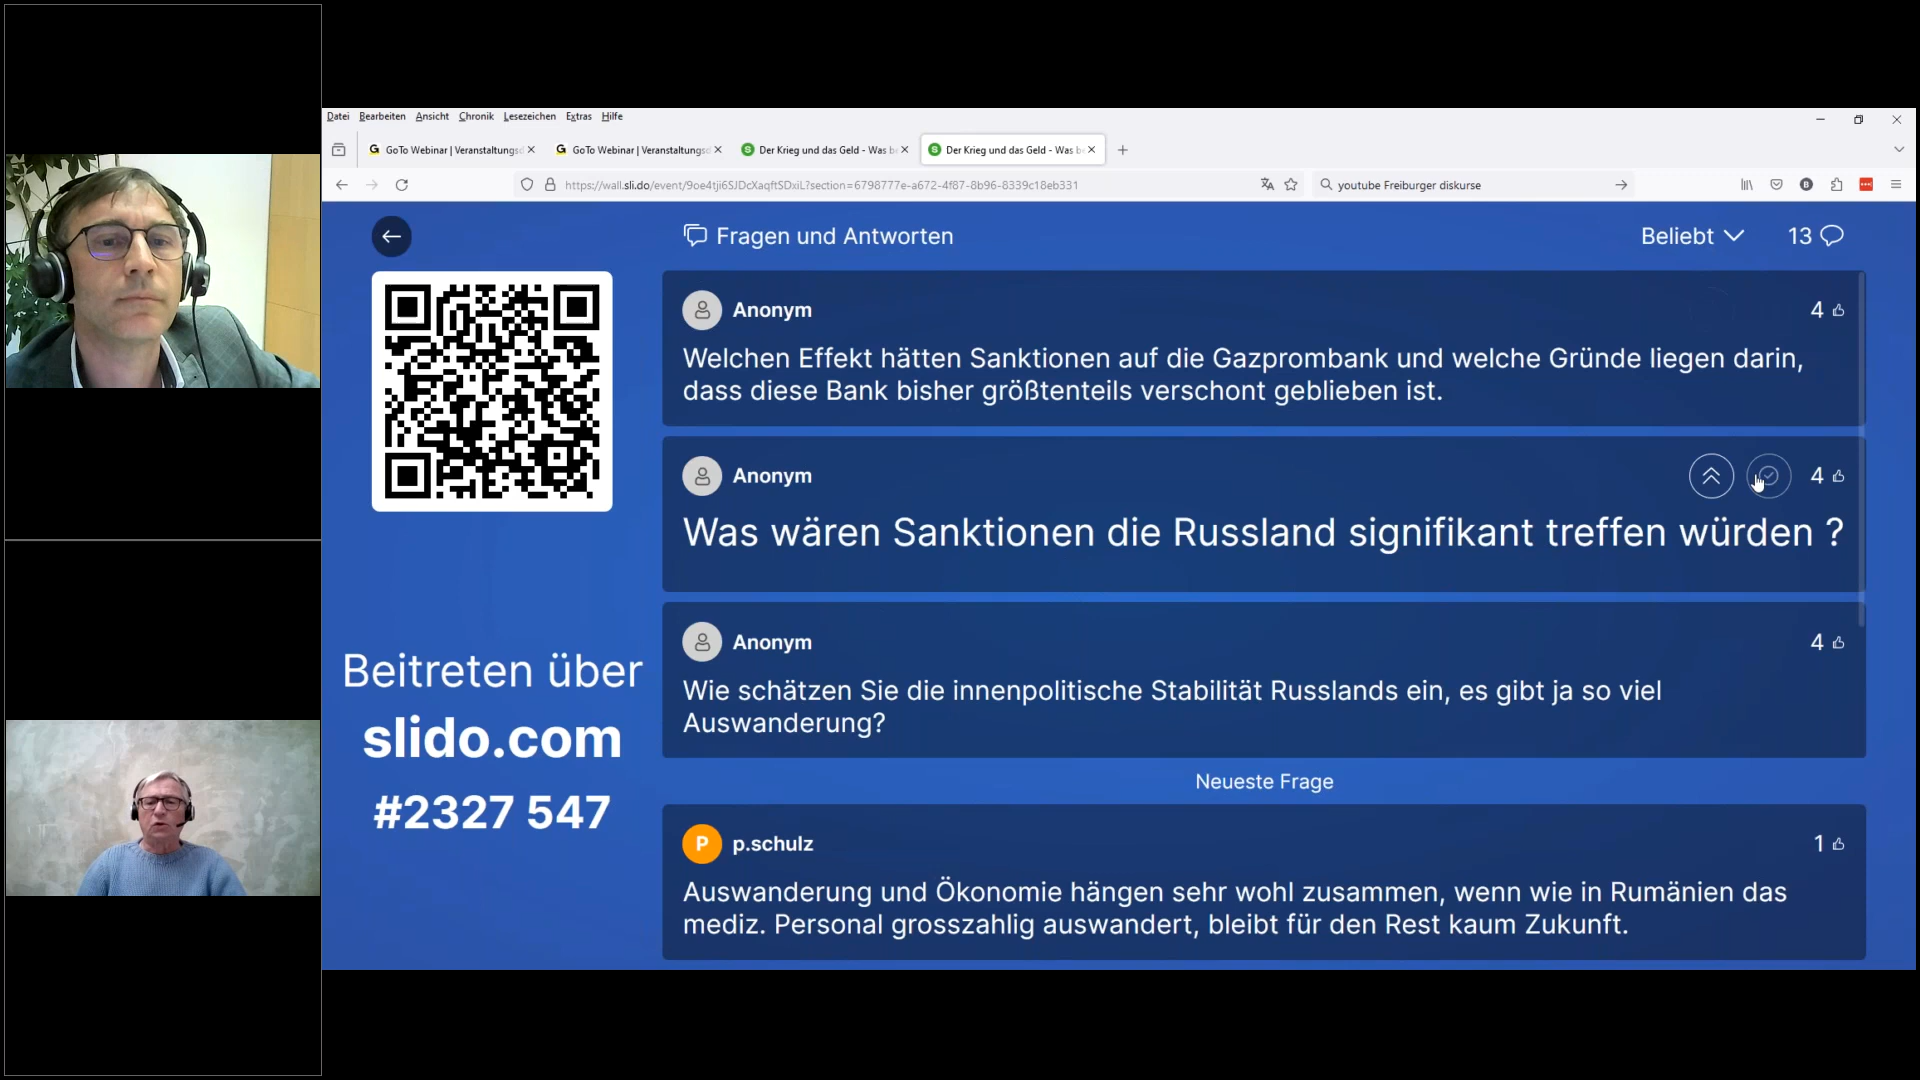 Datei Bearbeiten Ansicht Chronik Lesezeichen Extras Hilfe
GoTo Webinar | Veranstaltungsd
GoTo Webinar | Veranstaltungsd
Der Krieg und das Geld - Was b
Der Krieg und das Geld - Was b
https://wall.sli.do/event/9oe4tji6SJDcXaqftSDxiL?section=6798777e-a672-4f87-8b96-8339c18eb331
youtube Freiburger diskurse
Fragen und Antworten
Beliebt
13
Anonym
4
Welchen Effekt hätten Sanktionen auf die Gazprombank und welche Gründe liegen darin,
dass diese Bank bisher größtenteils verschont geblieben ist.
Anonym
4
Was wären Sanktionen die Russland signifikant treffen würden ?
Anonym
4
Wie schätzen Sie die innenpolitische Stabilität Russlands ein, es gibt ja so viel
Auswanderung?
Beitreten über
slido.com
#2327 547
Neueste Frage
P
p.schulz
1
Auswanderung und Ökonomie hängen sehr wohl zusammen, wenn wie in Rumänien das
mediz. Personal grosszahlig auswandert, bleibt für den Rest kaum Zukunft.